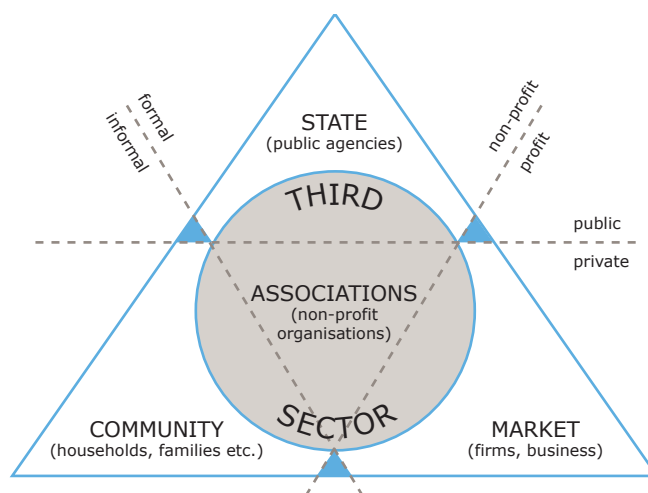 STATE
(public agencies)
formal
informal
non-profit
profit
THIRD
public
private
ASSOCIATIONS
(non-profit
organisations)
SECTOR
COMMUNITY
(households, families etc.)
MARKET
(firms, business)